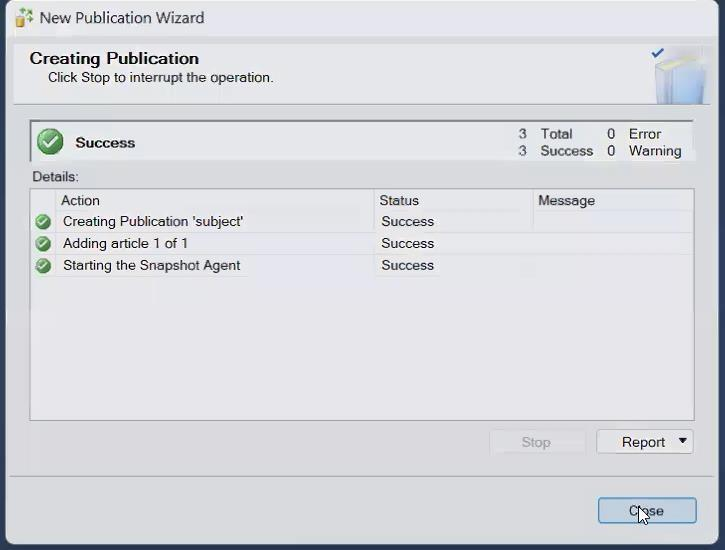 New Publication Wizard
Creating Publication
Click Stop to interrupt the operation.
Success 3 Total 0 Error
3 Success 0 Warning
Details:
Action Status Message
Creating Publication 'subject' Success
Adding article 1 of 1 Success
Starting the Snapshot Agent Success
Stop Report
Close